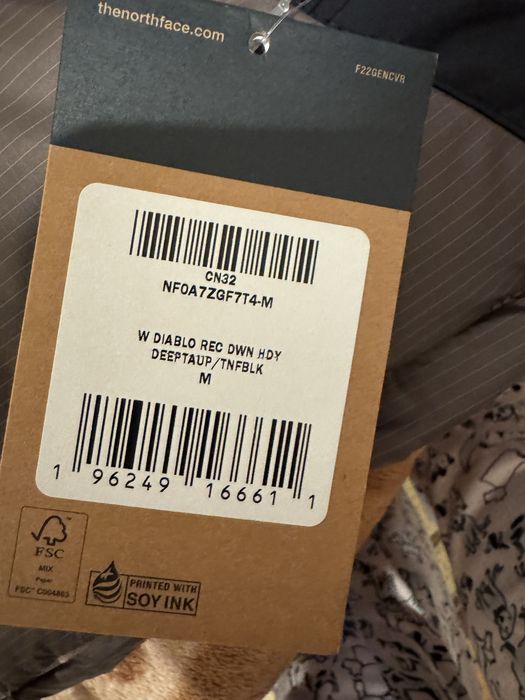 thenorthface.com
F22GENCVR
CN32
NF0A7ZGF7T4-M
W DIABLO REC DWN HDY
DEEPTAUP/TNFBLK
M
1 96249 16661 1
FSC
MIX
Paper
FSC® C004863
PRINTED WITH
SOY INK